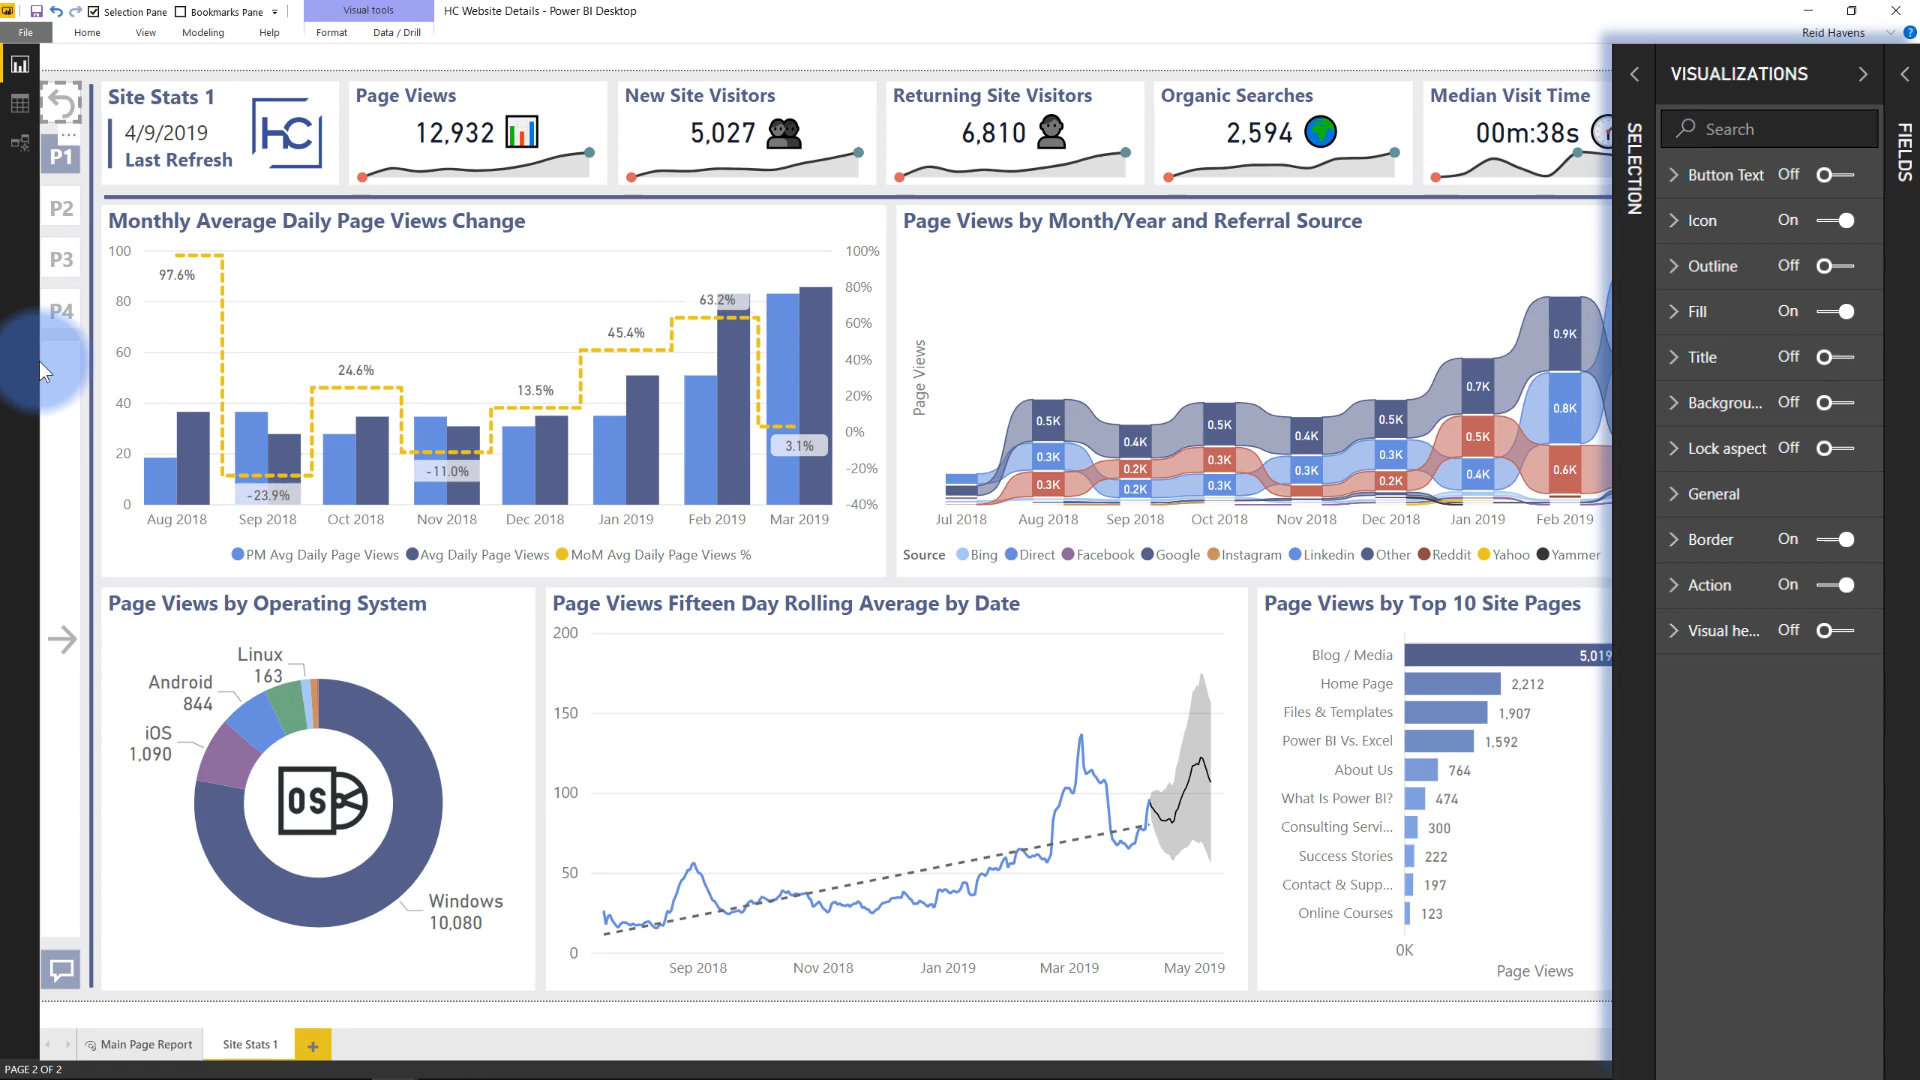 Selection Pane Bookmarks Pane Visual tools HC Website Details - Power BI Desktop
File Home View Modeling Help Format Data / Drill Reid Havens ?
Site Stats 1
4/9/2019
Last Refresh
HC
Page Views
12,932
New Site Visitors
5,027
Returning Site Visitors
6,810
Organic Searches
2,594
Median Visit Time
00m:38s
P1
P2
P3
P4
Monthly Average Daily Page Views Change
100
80
60
40
20
0
100%
80%
60%
40%
20%
0%
-20%
-40%
97.6%
-23.9%
24.6%
-11.0%
13.5%
45.4%
63.2%
3.1%
Aug 2018 Sep 2018 Oct 2018 Nov 2018 Dec 2018 Jan 2019 Feb 2019 Mar 2019
PM Avg Daily Page Views Avg Daily Page Views MoM Avg Daily Page Views %
Page Views by Month/Year and Referral Source
Page Views
0.5K
0.3K
0.3K
0.4K
0.2K
0.2K
0.5K
0.3K
0.3K
0.4K
0.3K
0.5K
0.3K
0.2K
0.7K
0.5K
0.4K
0.9K
0.8K
0.6K
Jul 2018 Aug 2018 Sep 2018 Oct 2018 Nov 2018 Dec 2018 Jan 2019 Feb 2019
Source Bing Direct Facebook Google Instagram Linkedin Other Reddit Yahoo Yammer
Page Views by Operating System
Linux
163
Android
844
iOS
1,090
OS
Windows
10,080
Page Views Fifteen Day Rolling Average by Date
200
150
100
50
0
Sep 2018 Nov 2018 Jan 2019 Mar 2019 May 2019
Page Views by Top 10 Site Pages
Blog / Media 5,019
Home Page 2,212
Files & Templates 1,907
Power BI Vs. Excel 1,592
About Us 764
What Is Power BI? 474
Consulting Servi... 300
Success Stories 222
Contact & Supp... 197
Online Courses 123
0K
Page Views
SELECTION
VISUALIZATIONS
Search
Button Text Off
Icon On
Outline Off
Fill On
Title Off
Backgrou... Off
Lock aspect Off
General
Border On
Action On
Visual he... Off
FIELDS
Main Page Report Site Stats 1 +
PAGE 2 OF 2